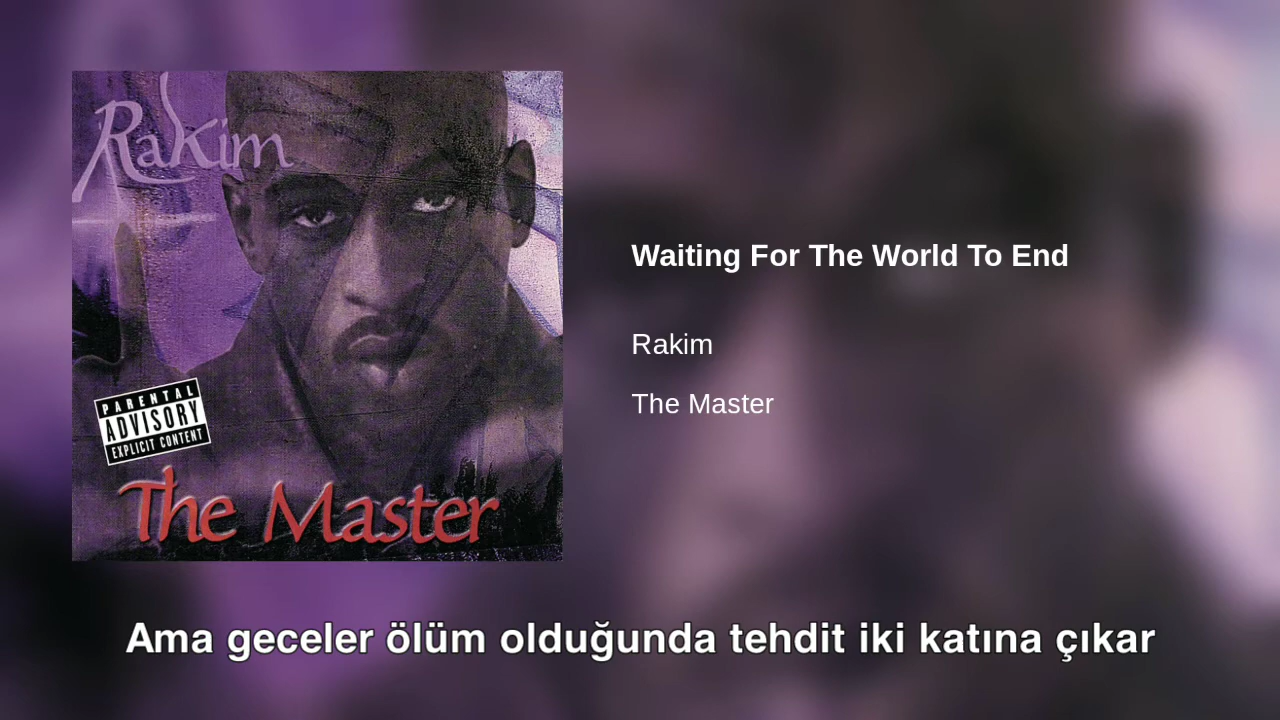 Rakim
PARENTAL
ADVISORY
EXPLICIT CONTENT
The Master
Waiting For The World To End
Rakim
The Master
Ama geceler ölüm olduğunda tehdit iki katına çıkar